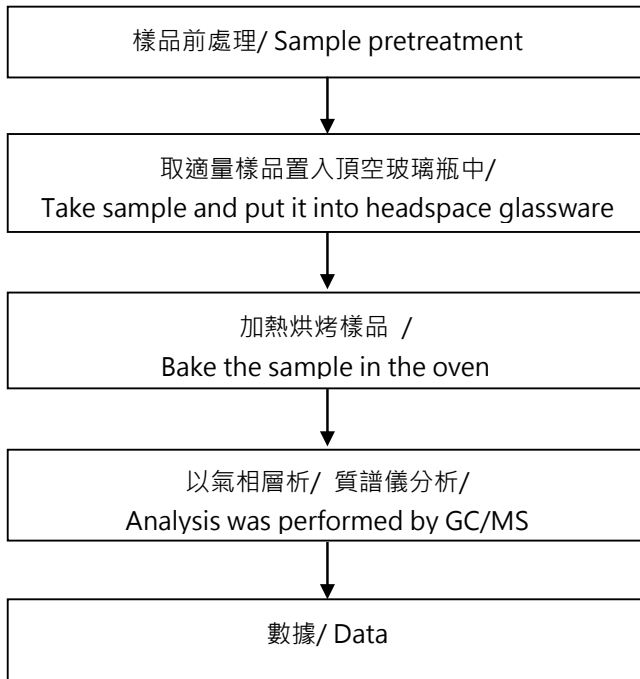 樣品前處理/ Sample pretreatment
取適量樣品置入頂空玻璃瓶中/
Take sample and put it into headspace glassware
加熱烘烤樣品 /
Bake the sample in the oven
以氣相層析/ 質譜儀分析/
Analysis was performed by GC/MS
數據/ Data